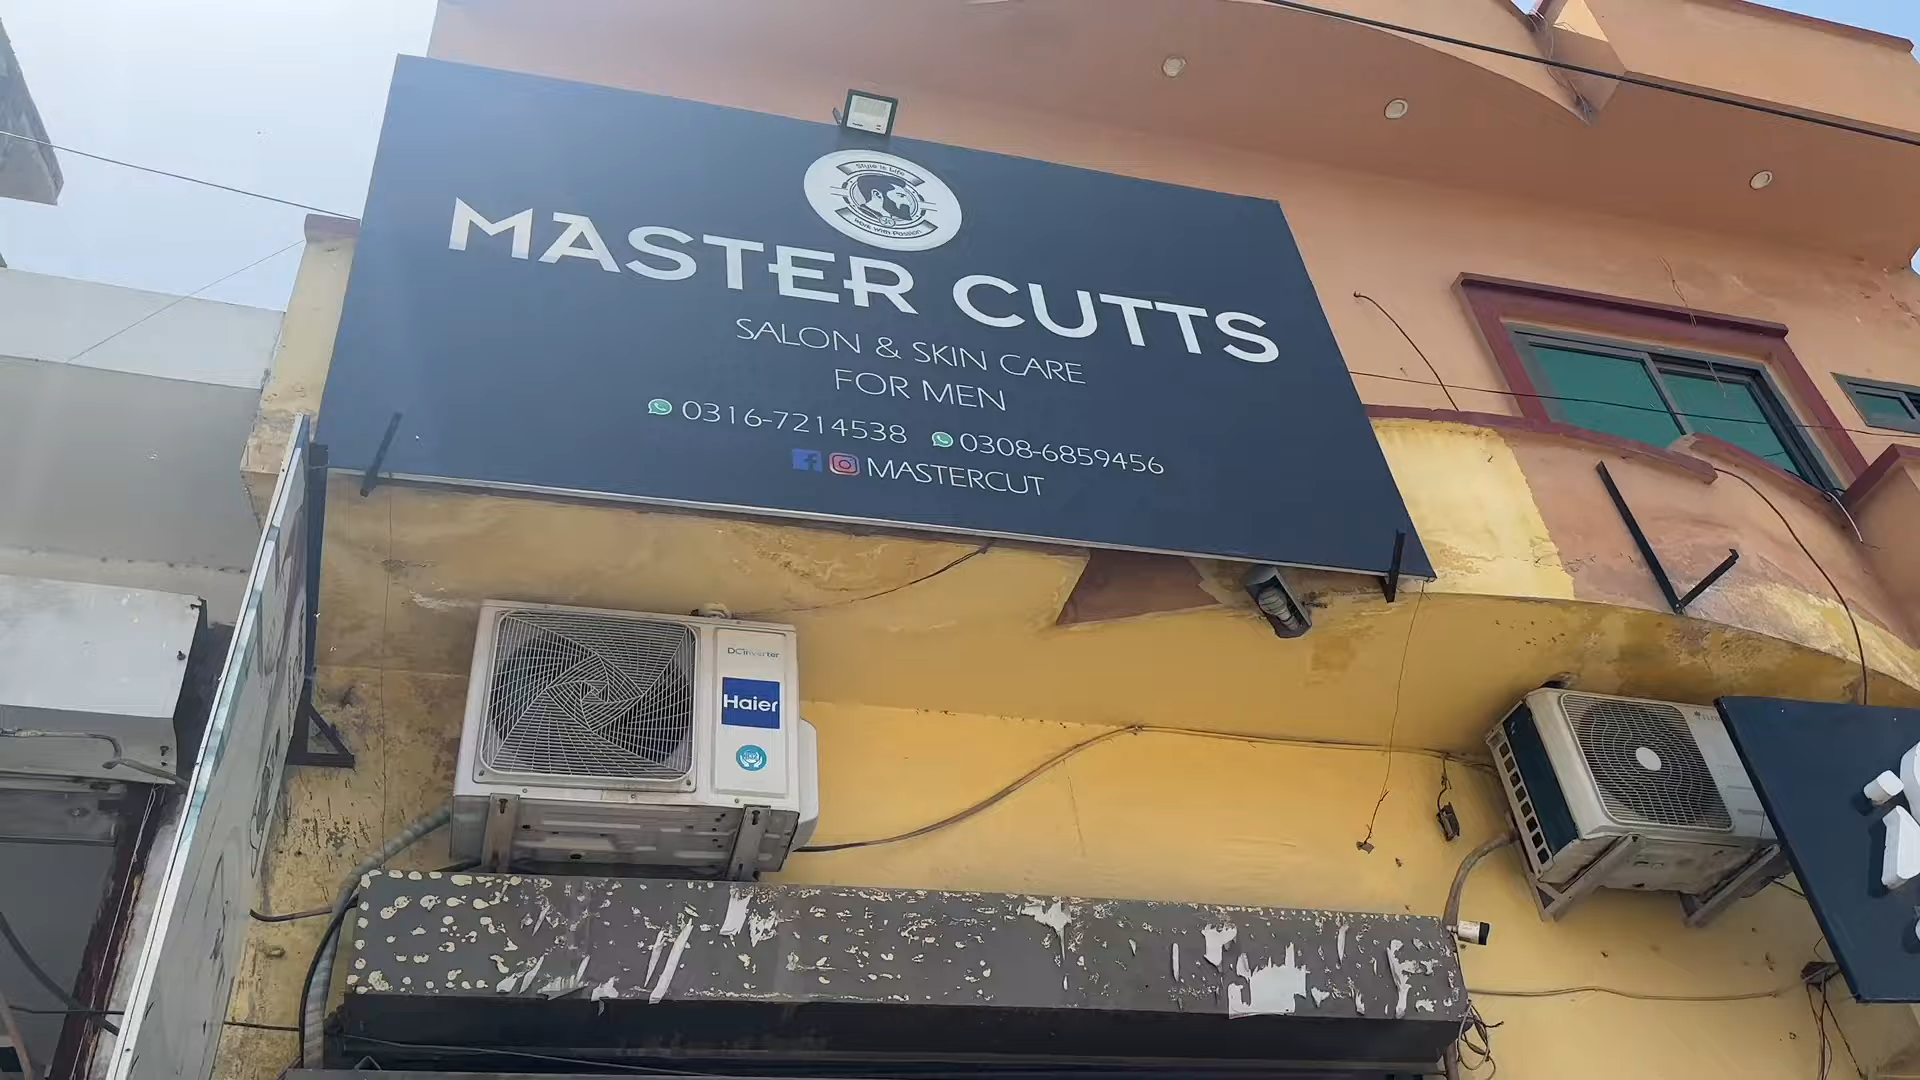 Style is Life
Work with Passion
MASTER CUTTS
SALON & SKIN CARE
FOR MEN
0316-7214538 0308-6859456
MASTERCUT
DC inverter
Haier